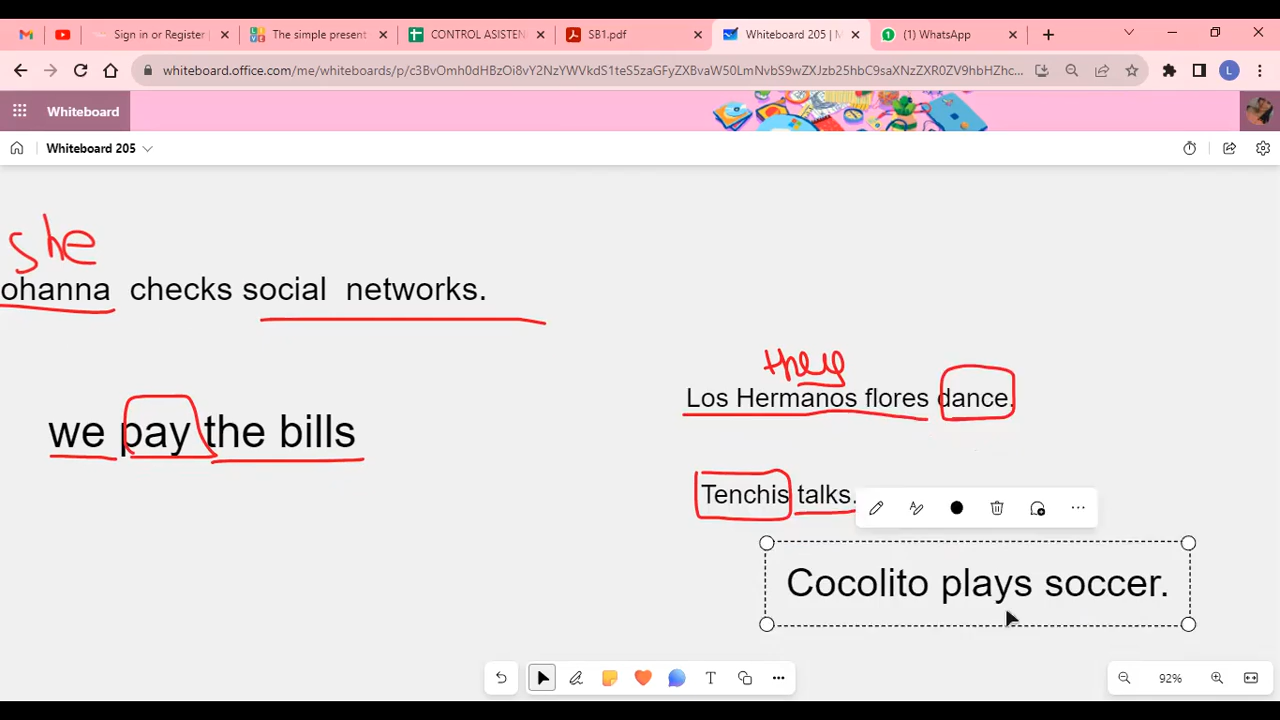 Sign in or Register
The simple present
CONTROL ASISTEN
SB1.pdf
Whiteboard 205 | M
(1) WhatsApp
whiteboard.office.com/me/whiteboards/p/c3BvOmh0dHBzOi8vY2NzYWVkdS1teS5zaGFyZXBvaW50LmNvbS9wZXJzb25hbC9saXNzZXR0ZV9hbHZhc...
L
Whiteboard
Whiteboard 205
she
ohanna checks social networks.
they
Los Hermanos flores dance.
we pay the bills
Tenchis talks.
Cocolito plays soccer.
92%